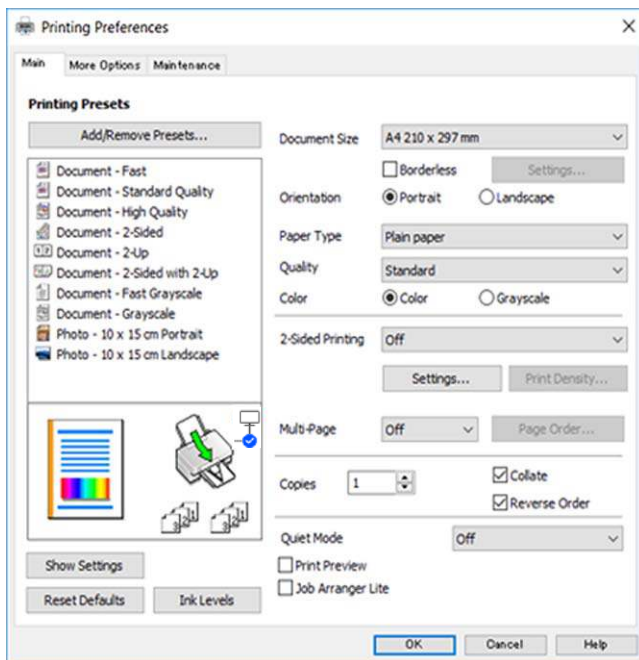 Printing Preferences
Main More Options Maintenance
Printing Presets
Add/Remove Presets...
Document - Fast
Document - Standard Quality
Document - High Quality
Document - 2-Sided
Document - 2-Up
Document - 2-Sided with 2-Up
Document - Fast Grayscale
Document - Grayscale
Photo - 10 x 15 cm Portrait
Photo - 10 x 15 cm Landscape
Show Settings
Reset Defaults Ink Levels
Document Size A4 210 x 297 mm
Borderless Settings...
Orientation Portrait Landscape
Paper Type Plain paper
Quality Standard
Color Color Grayscale
2-Sided Printing Off
Settings... Print Density...
Multi-Page Off Page Order...
Copies 1 Collate
Reverse Order
Quiet Mode Off
Print Preview
Job Arranger Lite
OK Cancel Help